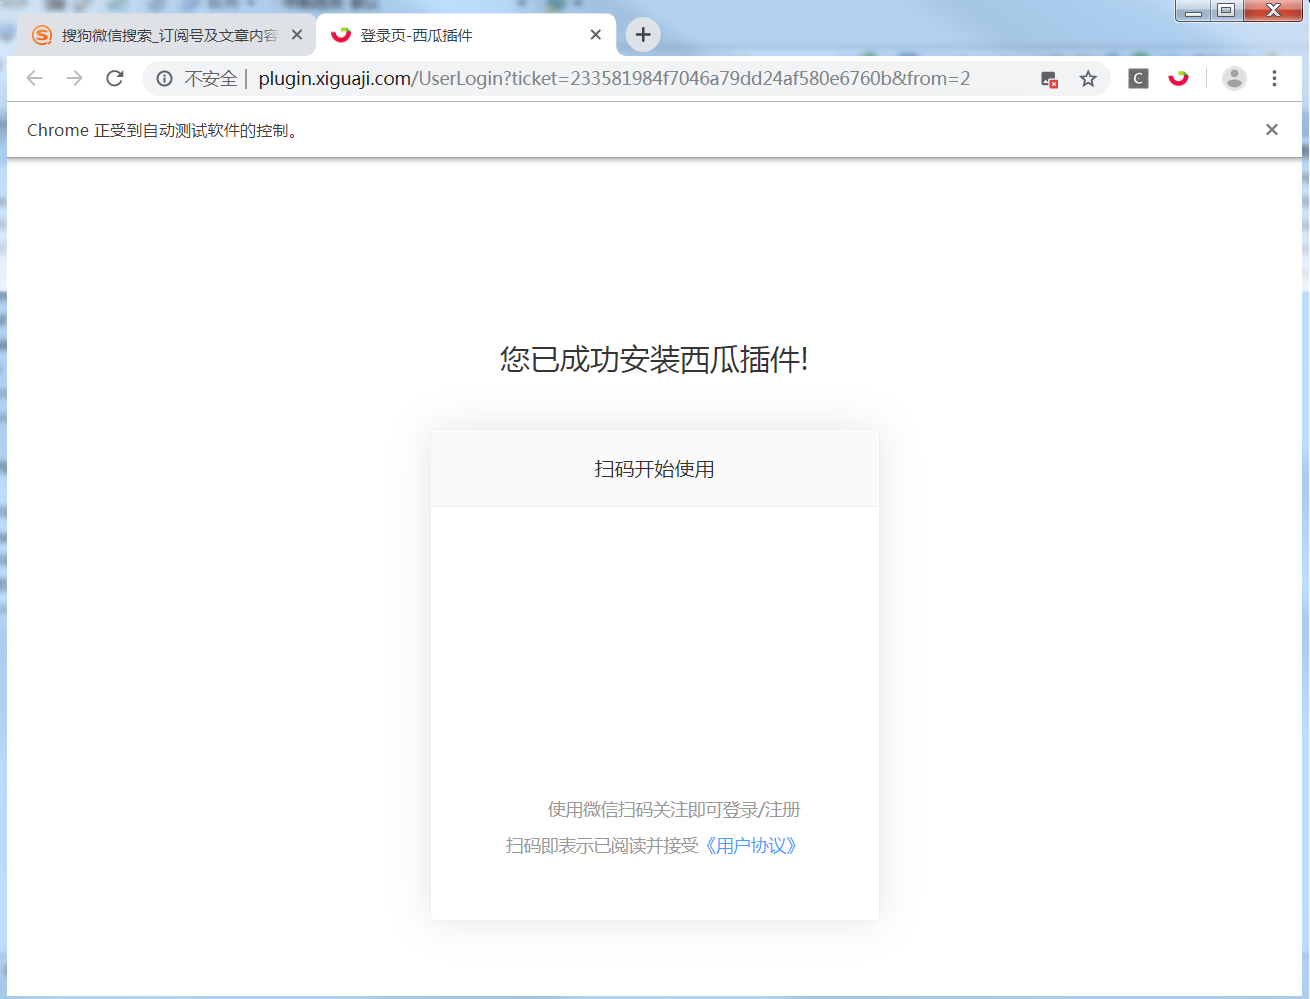 搜狗微信搜索_订阅号及文章内容
登录页-西瓜插件
不安全 | plugin.xiguaji.com/UserLogin?ticket=233581984f7046a79dd24af580e6760b&from=2
C
Chrome 正受到自动测试软件的控制。
您已成功安装西瓜插件!
扫码开始使用
使用微信扫码关注即可登录/注册
扫码即表示已阅读并接受《用户协议》